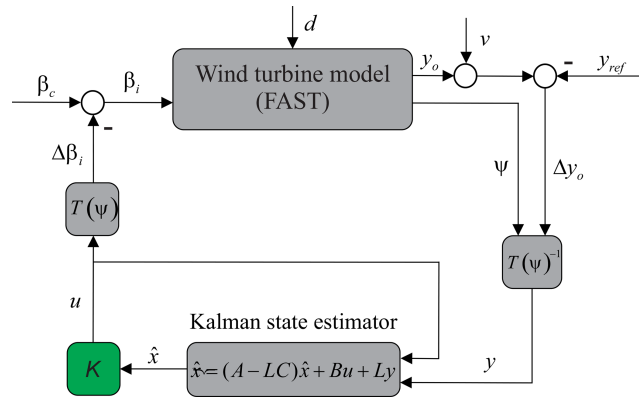 d
v
β_c
β_i
Wind turbine model
(FAST)
y_o
-
y_ref
-
Δβ_i
ψ
Δy_o
T(ψ)
T(ψ)^{-1}
u
Kalman state estimator
K
x̂
x̂ = (A − LC)x̂ + Bu + Ly
y